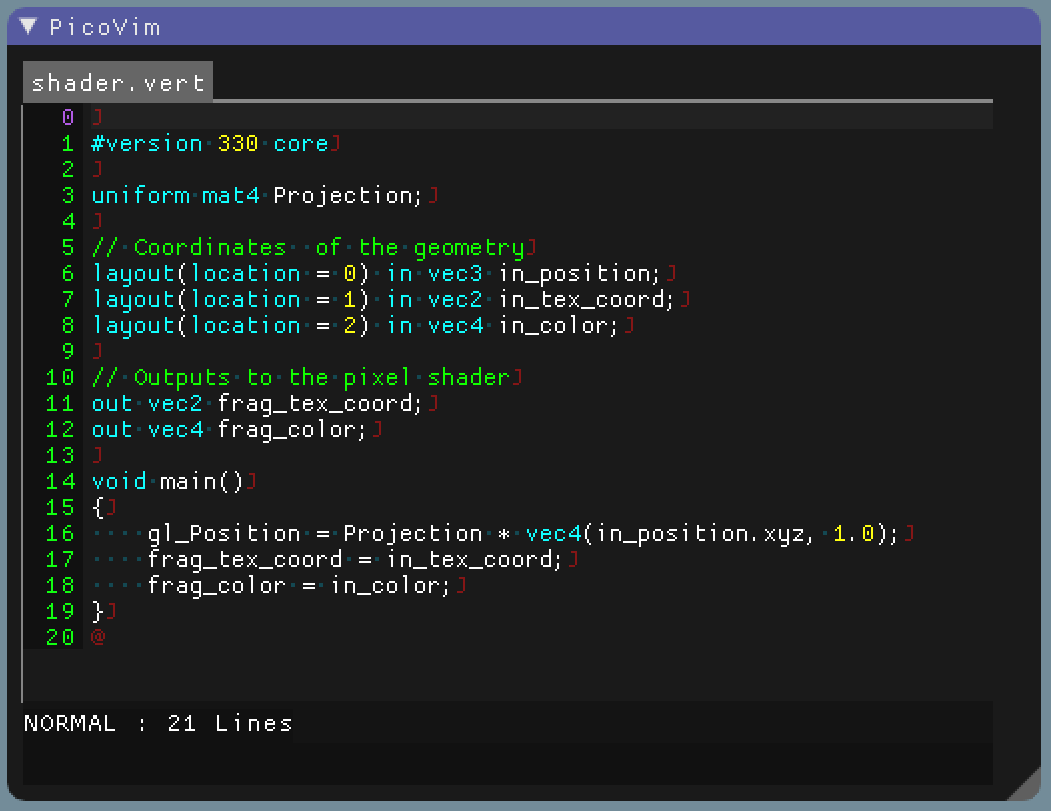 PicoVim
shader.vert
0
1 #version 330 core
2
3 uniform mat4 Projection;
4
5 // Coordinates  of the geometry
6 layout(location = 0) in vec3 in_position;
7 layout(location = 1) in vec2 in_tex_coord;
8 layout(location = 2) in vec4 in_color;
9
10 // Outputs to the pixel shader
11 out vec2 frag_tex_coord;
12 out vec4 frag_color;
13
14 void main()
15 {
16     gl_Position = Projection * vec4(in_position.xyz, 1.0);
17     frag_tex_coord = in_tex_coord;
18     frag_color = in_color;
19 }
20 @
NORMAL : 21 Lines